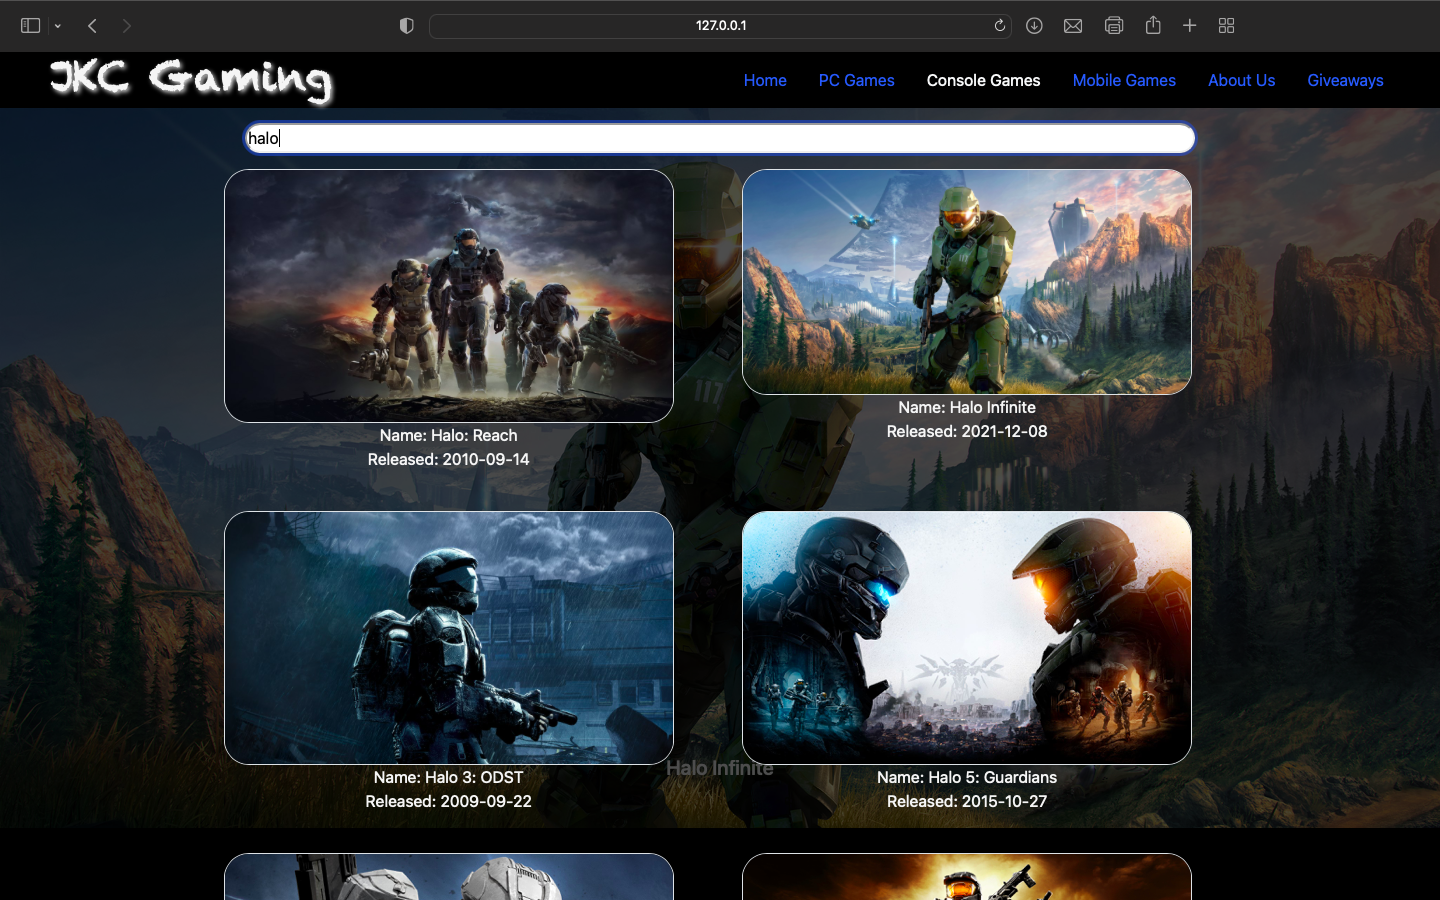 127.0.0.1
JKC Gaming
Home
PC Games
Console Games
Mobile Games
About Us
Giveaways
halo
117
Name: Halo: Reach
Released: 2010-09-14
Name: Halo Infinite
Released: 2021-12-08
Halo Infinite
Name: Halo 3: ODST
Released: 2009-09-22
Name: Halo 5: Guardians
Released: 2015-10-27